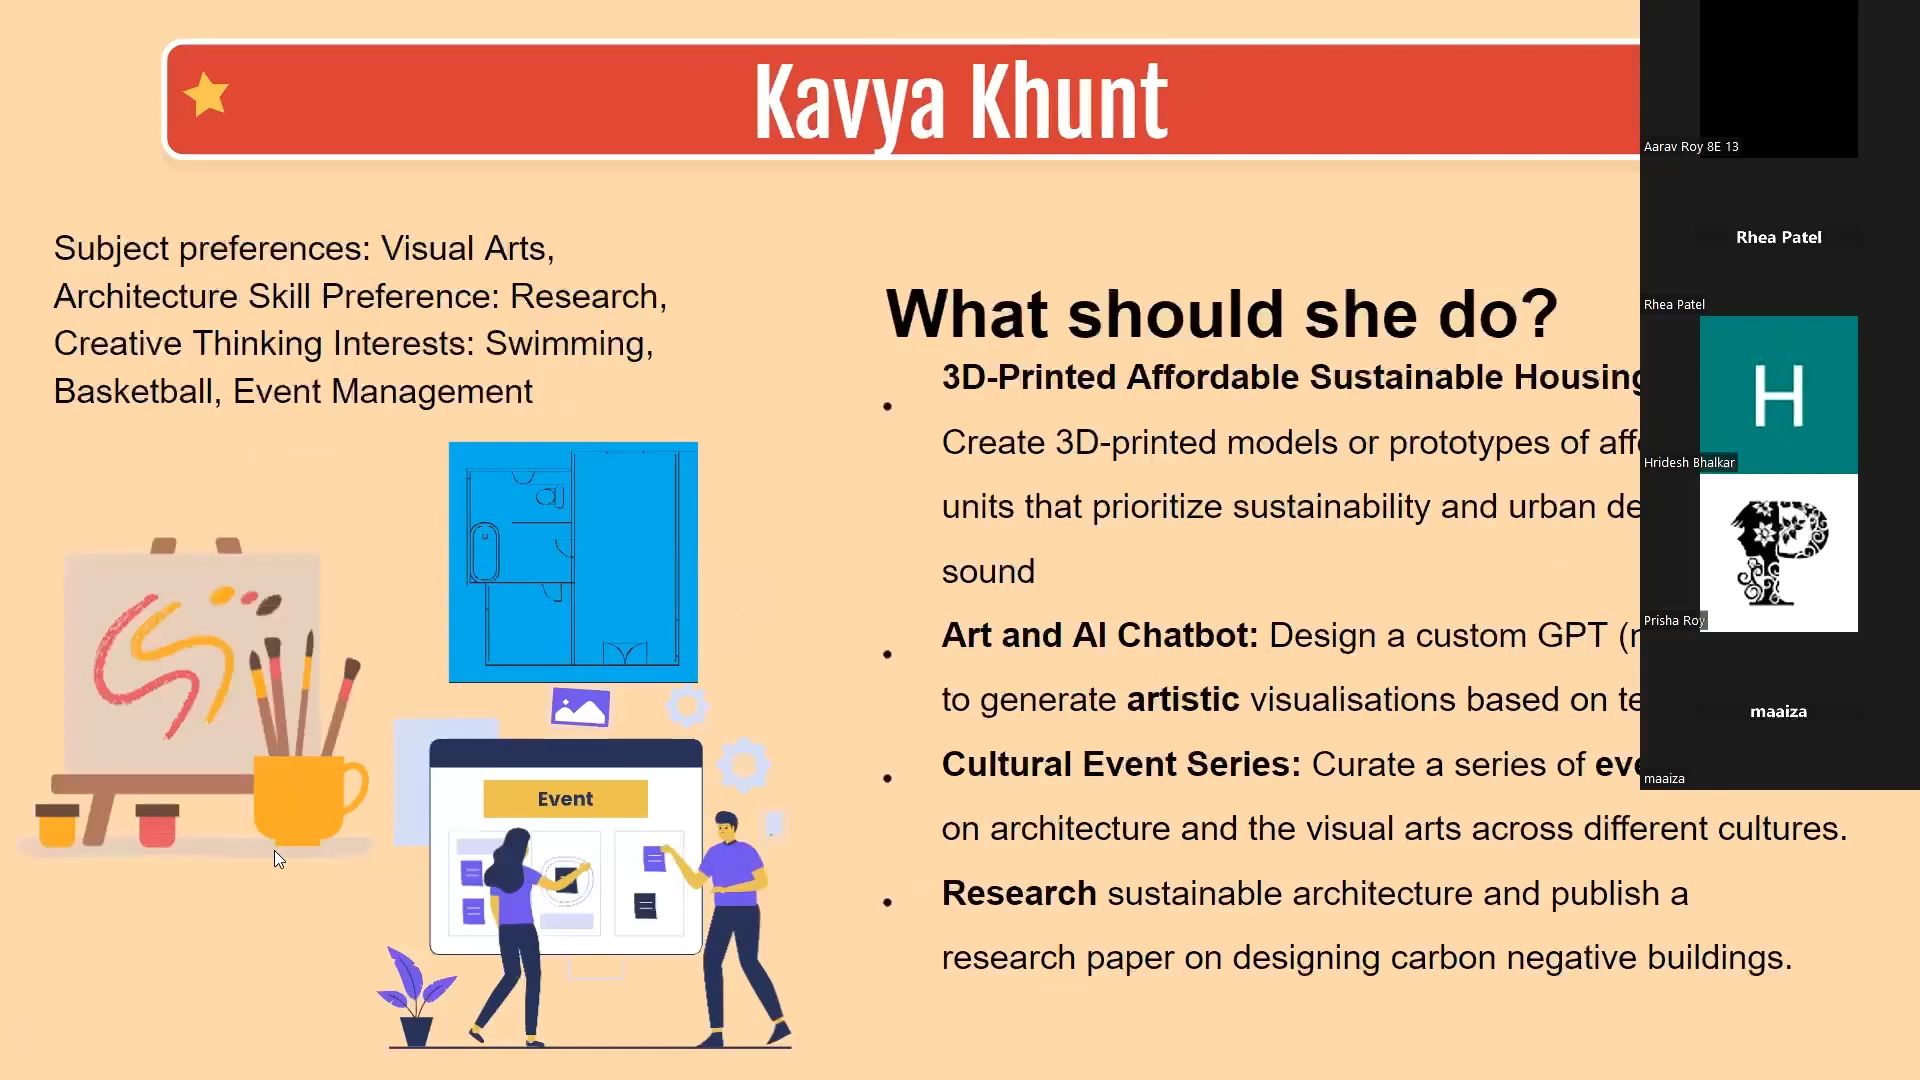 Kavya Khunt
Subject preferences: Visual Arts,
Architecture Skill Preference: Research,
Creative Thinking Interests: Swimming,
Basketball, Event Management
Event
What should she do?
3D-Printed Affordable Sustainable Housing
Create 3D-printed models or prototypes of
units that prioritize sustainability and urban
sound
Art and AI Chatbot: Design a custom GPT
to generate artistic visualisations based on
Cultural Event Series: Curate a series of
on architecture and the visual arts across different cultures.
Research sustainable architecture and publish a
research paper on designing carbon negative buildings.
Aarav Roy 8E 13
Rhea Patel
Rhea Patel
H
Hridesh Bhalkar
P
Prisha Roy
maaiza
maaiza